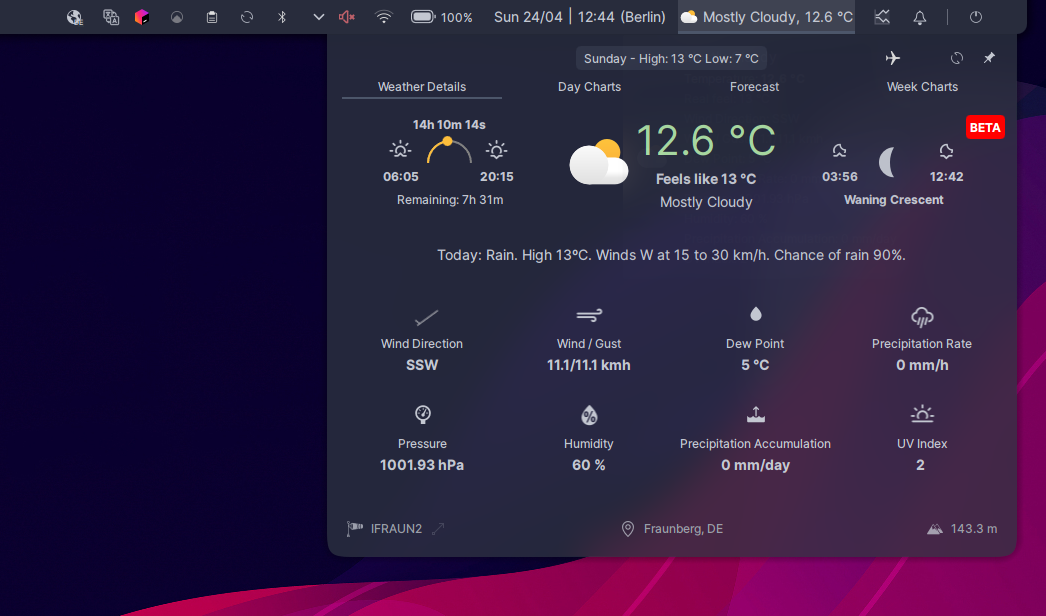 100% Sun 24/04 | 12:44 (Berlin) Mostly Cloudy, 12.6 °C
Sunday - High: 13 °C Low: 7 °C
Weather Details Day Charts Forecast Week Charts
BETA
14h 10m 14s
12.6 °C
06:05 20:15
Feels like 13 °C
03:56 12:42
Remaining: 7h 31m
Mostly Cloudy
Waning Crescent
Today: Rain. High 13ºC. Winds W at 15 to 30 km/h. Chance of rain 90%.
Wind Direction Wind / Gust Dew Point Precipitation Rate
SSW 11.1/11.1 kmh 5 °C 0 mm/h
Pressure Humidity Precipitation Accumulation UV Index
1001.93 hPa 60 % 0 mm/day 2
IFRAUN2 Fraunberg, DE 143.3 m